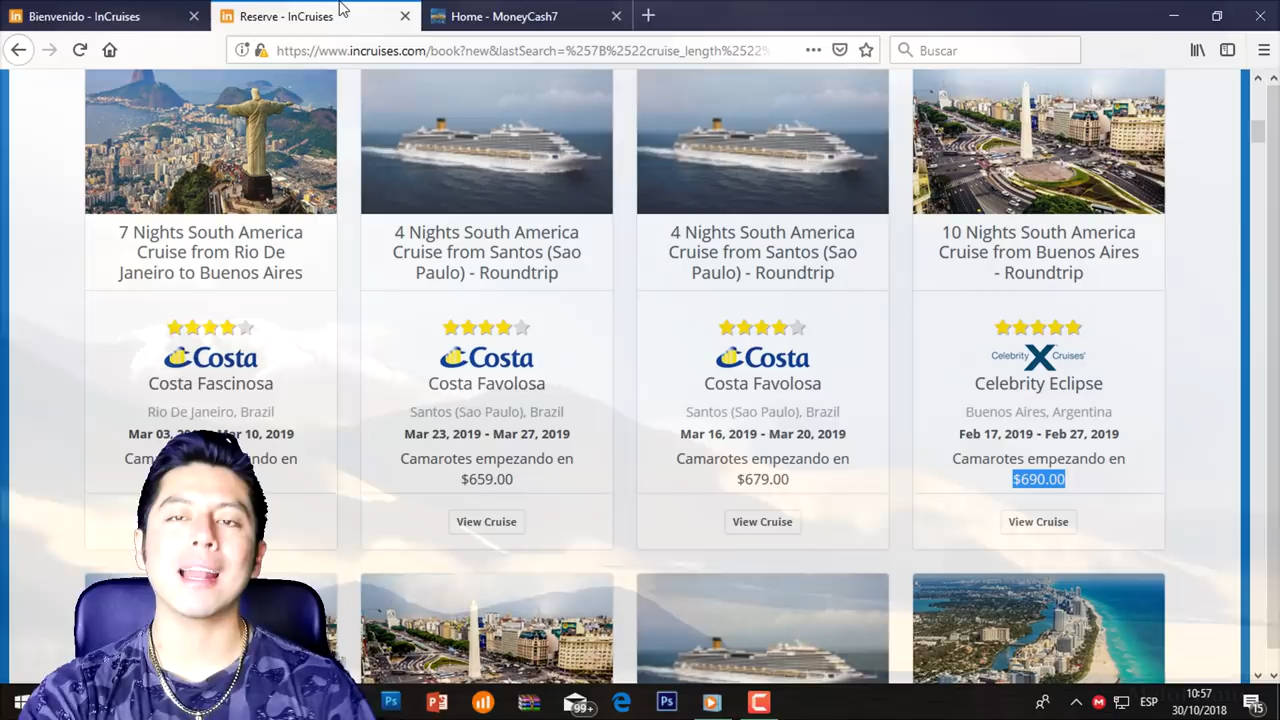 Bienvenido - InCruises
Reserve - InCruises
Home - MoneyCash7
https://www.incruises.com/book?new&lastSearch=%257B%2522cruise_length%2522%
Buscar
7 Nights South America
Cruise from Rio De
Janeiro to Buenos Aires
4 Nights South America
Cruise from Santos (Sao
Paulo) - Roundtrip
4 Nights South America
Cruise from Santos (Sao
Paulo) - Roundtrip
10 Nights South America
Cruise from Buenos Aires
- Roundtrip
Costa
Costa Fascinosa
Rio De Janeiro, Brazil
Mar 03, Mar 10, 2019
Costa
Costa Favolosa
Santos (Sao Paulo), Brazil
Mar 23, 2019 - Mar 27, 2019
Camarotes empezando en
$659.00
View Cruise
Costa
Costa Favolosa
Santos (Sao Paulo), Brazil
Mar 16, 2019 - Mar 20, 2019
Camarotes empezando en
$679.00
View Cruise
Celebrity X Cruises
Celebrity Eclipse
Buenos Aires, Argentina
Feb 17, 2019 - Feb 27, 2019
Camarotes empezando en
$690.00
View Cruise
99+
ESP
10:57
30/10/2018
15